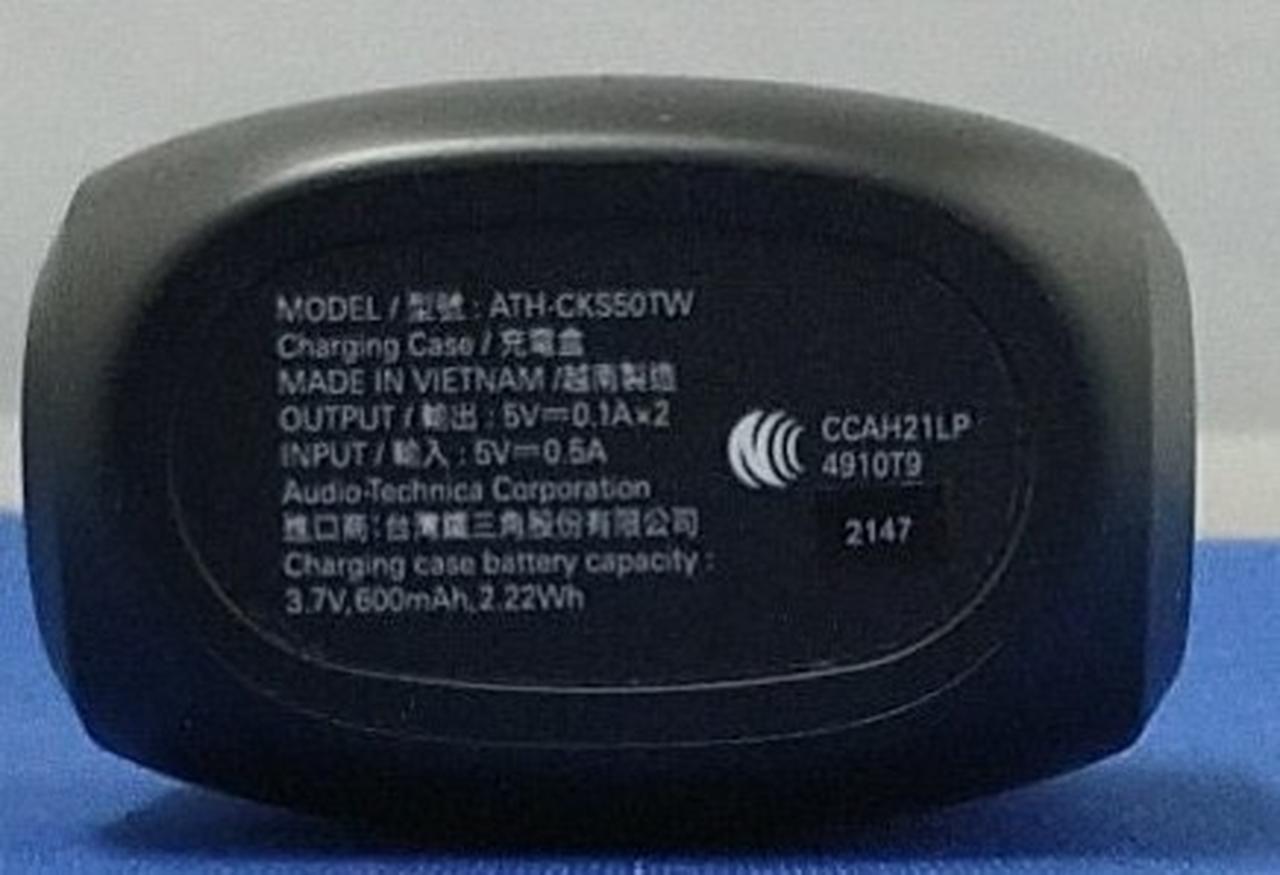 MODEL / 型號 : ATH-CKS50TW
Charging Case / 充電盒
MADE IN VIETNAM /越南製造
OUTPUT / 輸出 : 5V⎓0.1A×2
INPUT / 輸入 : 5V⎓0.5A
Audio-Technica Corporation
進口商:台灣鐵三角股份有限公司
Charging case battery capacity :
3.7V,600mAh,2.22Wh
CCAH21LP
4910T9
2147